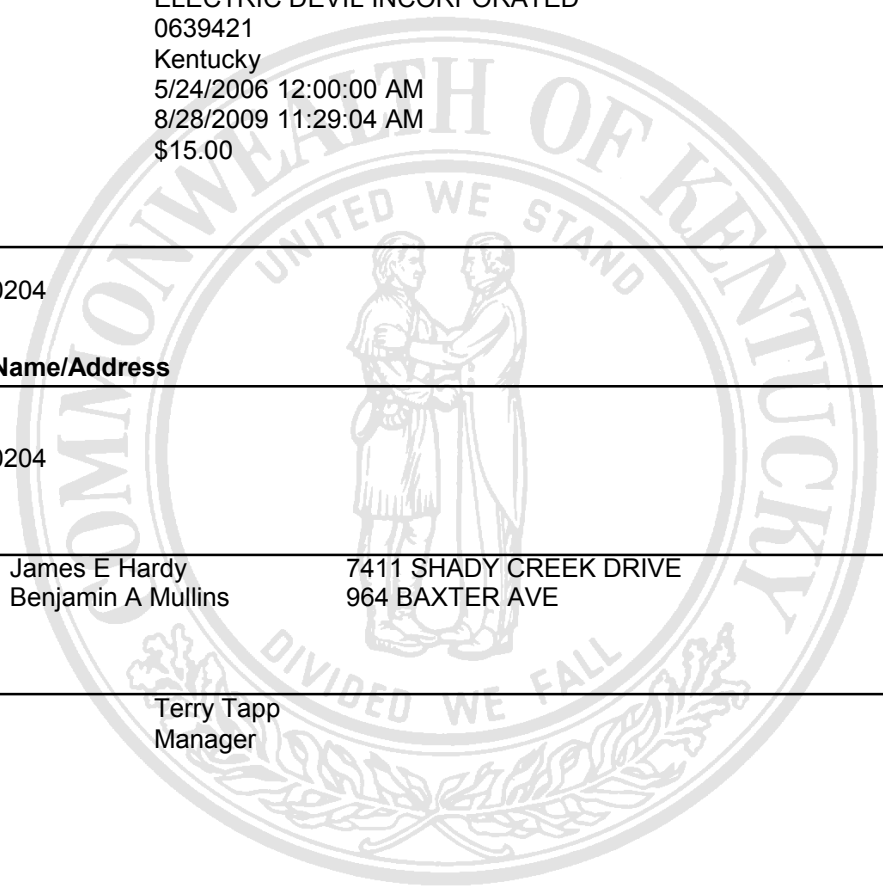 ELECTRIC DEVIL INCORPORATED
0639421
Kentucky
5/24/2006 12:00:00 AM
8/28/2009 11:29:04 AM
$15.00
COMMONWEALTH OF KENTUCKY
UNITED WE STAND
0204
Name/Address
0204
James E Hardy 7411 SHADY CREEK DRIVE
Benjamin A Mullins 964 BAXTER AVE
DIVIDED WE FALL
Terry Tapp
Manager